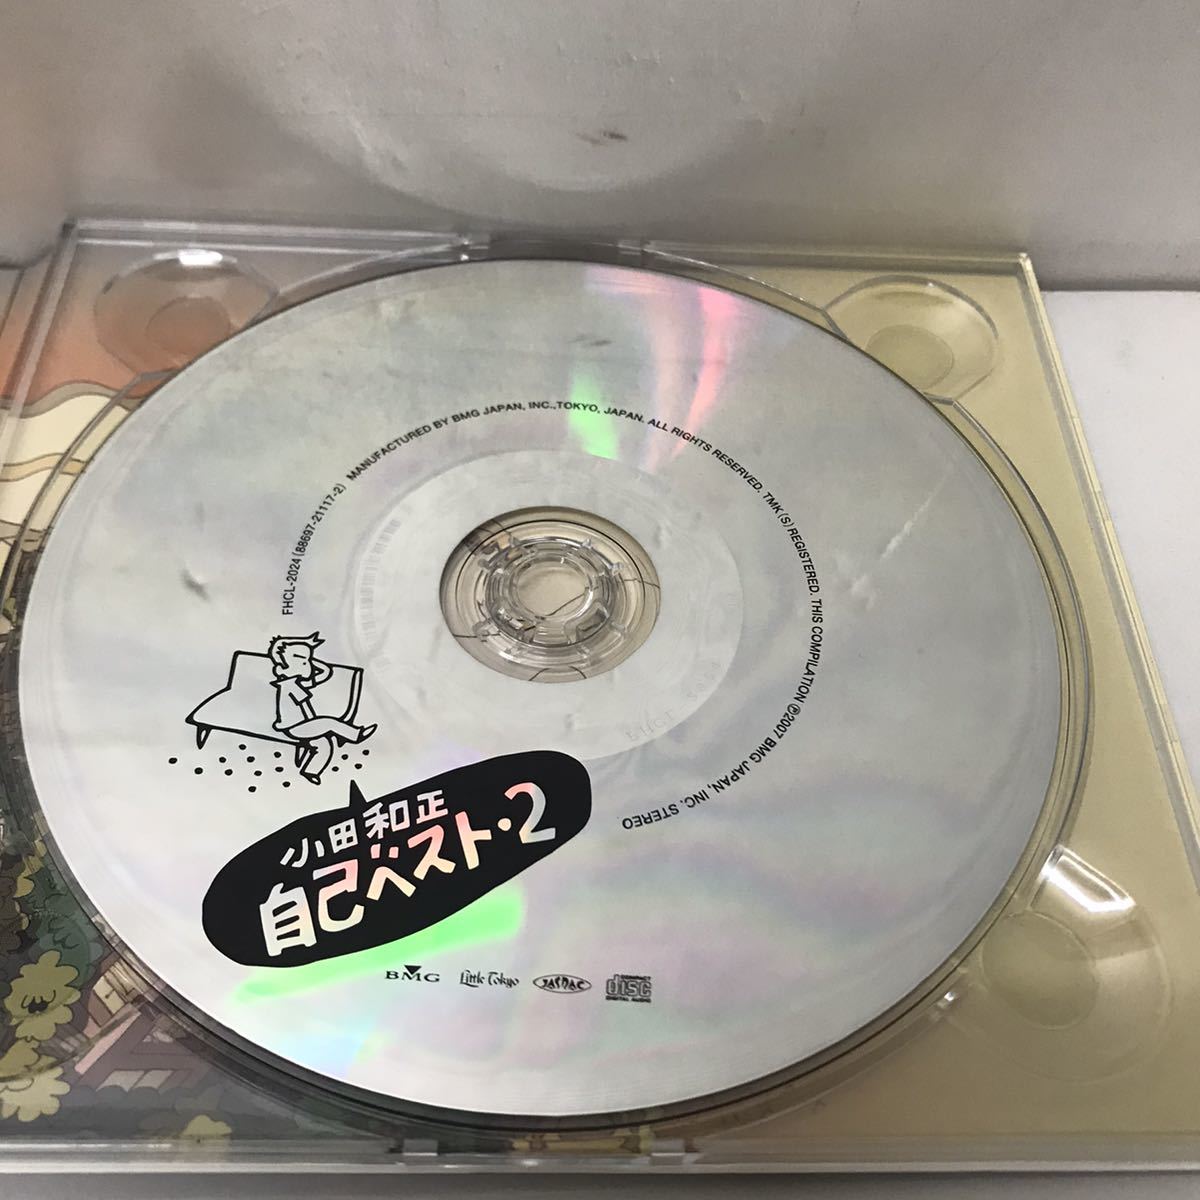 FHCL-2024 (88697-21117-2) MANUFACTURED BY BMG JAPAN, INC.,TOKYO, JAPAN. ALL RIGHTS RESERVED. TMK(S) REGISTERED. THIS COMPILATION ℗2007 BMG JAPAN, INC. STEREO
小田和正
自己ベスト・2
BMG Little Tokyo JASRAC COMPACT disc DIGITAL AUDIO